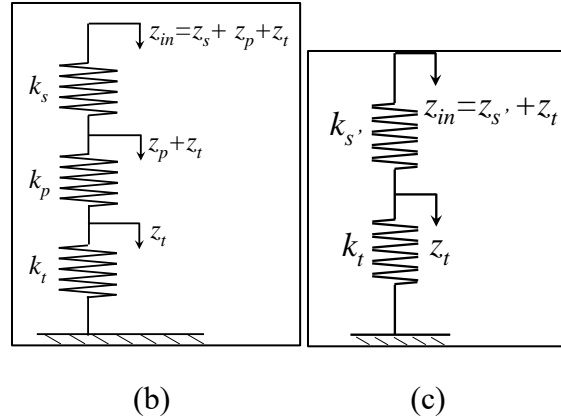 z_in=z_s+ z_p+z_t
k_s
z_p+z_t
k_p
z_t
k_t
z_in=z_s’+z_t
k_s’
k_t
z_t
(b)
(c)